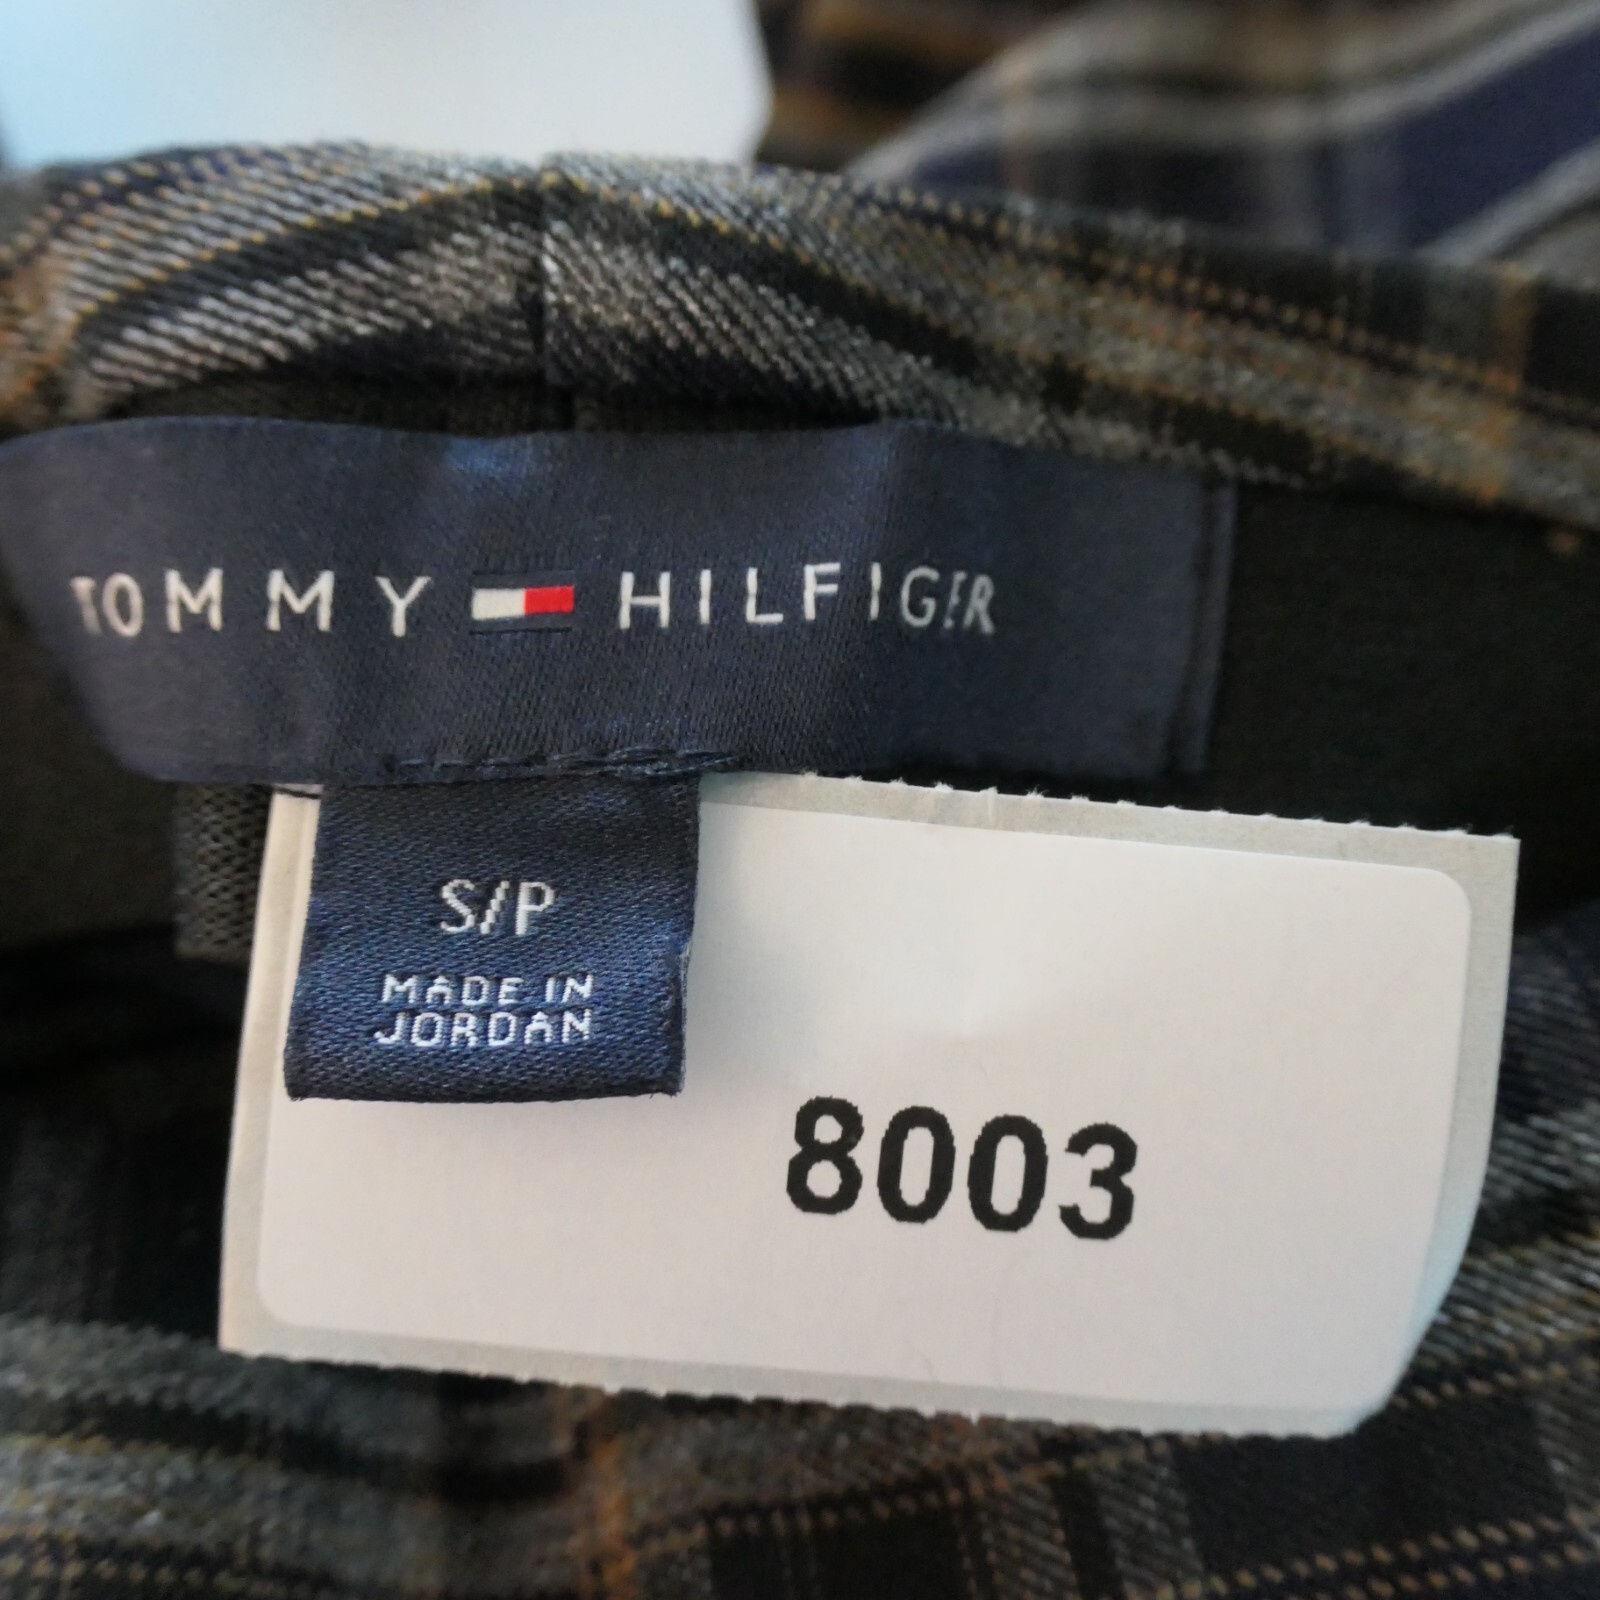 TOMMY HILFIGER
S/P
MADE IN
JORDAN
8003